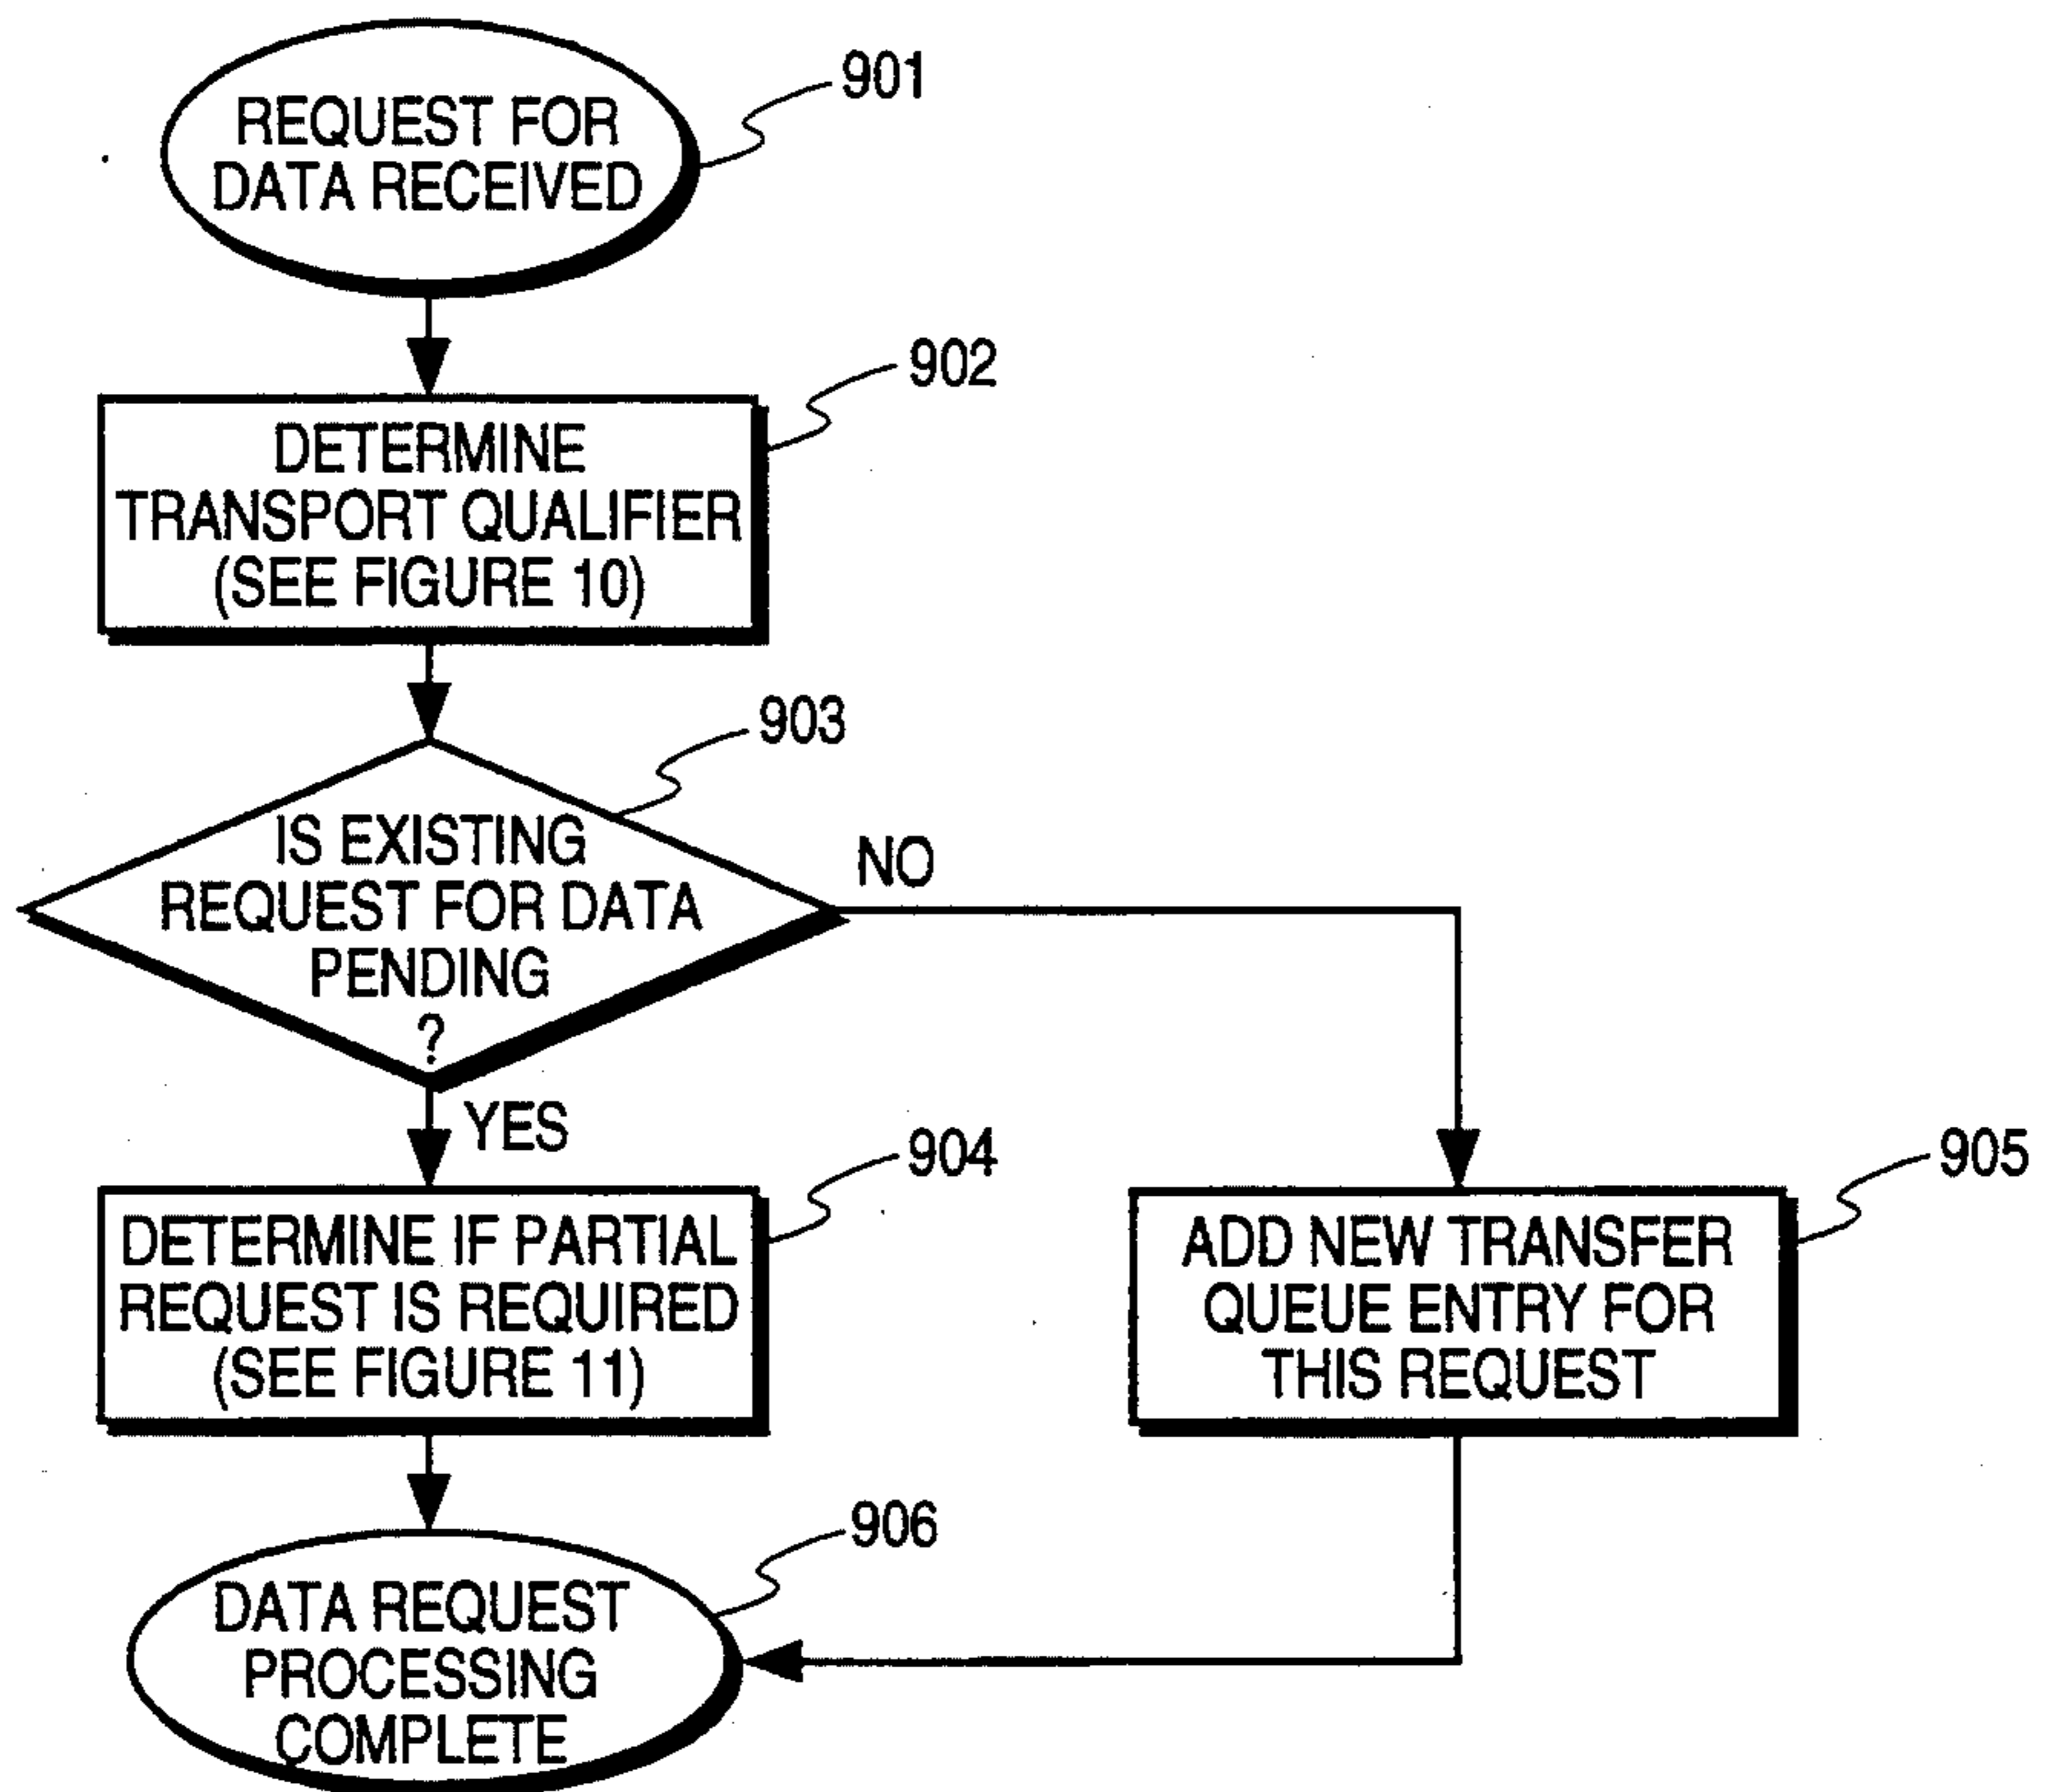 REQUEST FOR
DATA RECEIVED
901
DETERMINE
TRANSPORT QUALIFIER
(SEE FIGURE 10)
902
IS EXISTING
REQUEST FOR DATA
PENDING
?
903
NO
YES
DETERMINE IF PARTIAL
REQUEST IS REQUIRED
(SEE FIGURE 11)
904
ADD NEW TRANSFER
QUEUE ENTRY FOR
THIS REQUEST
905
DATA REQUEST
PROCESSING
COMPLETE
906